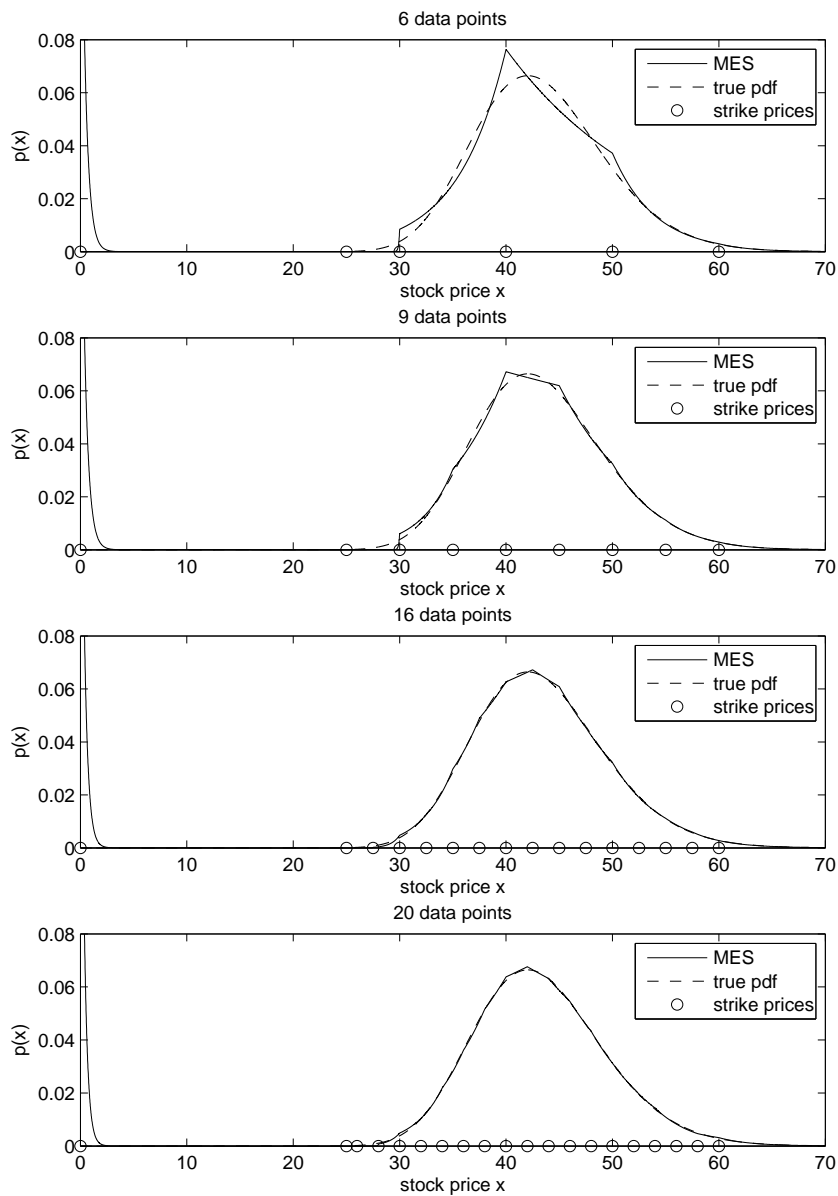 6 data points
0.08
0.06
0.04
0.02
0
p(x)
MES
true pdf
strike prices
0 10 20 30 40 50 60 70
stock price x
9 data points
0.08
0.06
0.04
0.02
0
p(x)
MES
true pdf
strike prices
0 10 20 30 40 50 60 70
stock price x
16 data points
0.08
0.06
0.04
0.02
0
p(x)
MES
true pdf
strike prices
0 10 20 30 40 50 60 70
stock price x
20 data points
0.08
0.06
0.04
0.02
0
p(x)
MES
true pdf
strike prices
0 10 20 30 40 50 60 70
stock price x